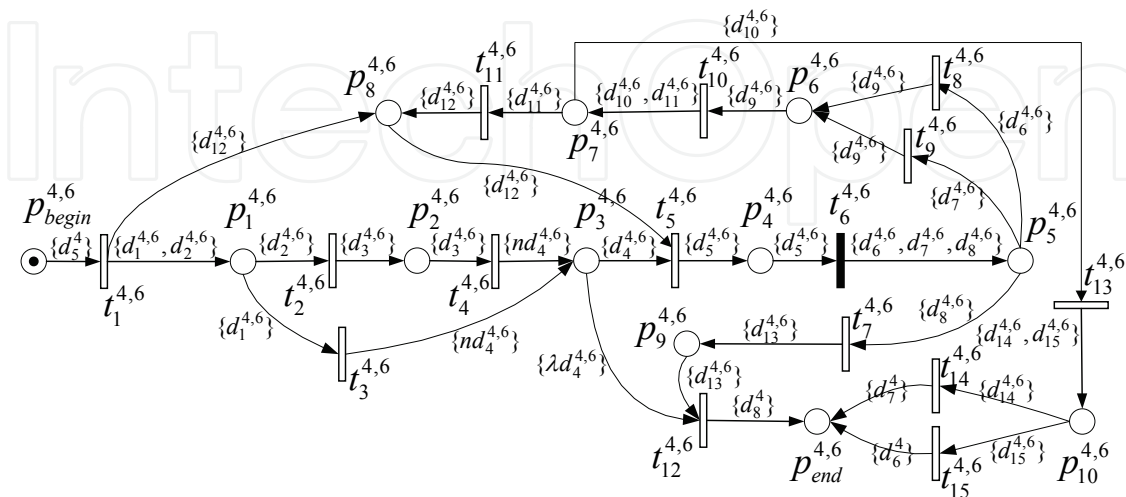 IntechOpen
{d_{10}^{4,6}}
t_{11}^{4,6}
t_{10}^{4,6}
p_6^{4,6}
t_8^{4,6}
p_8^{4,6}
{d_{12}^{4,6}}
{d_{11}^{4,6}}
{d_{10}^{4,6}, d_{11}^{4,6}}
{d_9^{4,6}}
{d_9^{4,6}}
{d_6^{4,6}}
p_7^{4,6}
t_9^{4,6}
{d_{12}^{4,6}}
{d_9^{4,6}}
{d_7^{4,6}}
{d_{12}^{4,6}}
p_{begin}^{4,6}
p_1^{4,6}
p_2^{4,6}
p_3^{4,6}
t_5^{4,6}
p_4^{4,6}
t_6^{4,6}
p_5^{4,6}
{d_5^4}
{d_1^{4,6}, d_2^{4,6}}
{d_2^{4,6}}
{d_3^{4,6}}
{d_3^{4,6}}
{nd_4^{4,6}}
{d_4^{4,6}}
{d_5^{4,6}}
{d_5^{4,6}}
{d_6^{4,6}, d_7^{4,6}, d_8^{4,6}}
t_1^{4,6}
t_2^{4,6}
t_4^{4,6}
t_{13}^{4,6}
{d_1^{4,6}}
{nd_4^{4,6}}
p_9^{4,6}
{d_{13}^{4,6}}
t_7^{4,6}
{d_8^{4,6}}
{d_{14}^{4,6}, d_{15}^{4,6}}
t_3^{4,6}
{λd_4^{4,6}}
{d_{13}^{4,6}}
t_{14}^{4,6}
{d_8^4}
{d_7^4}
{d_{14}^{4,6}}
t_{12}^{4,6}
p_{end}^{4,6}
{d_6^4}
t_{15}^{4,6}
{d_{15}^{4,6}}
p_{10}^{4,6}